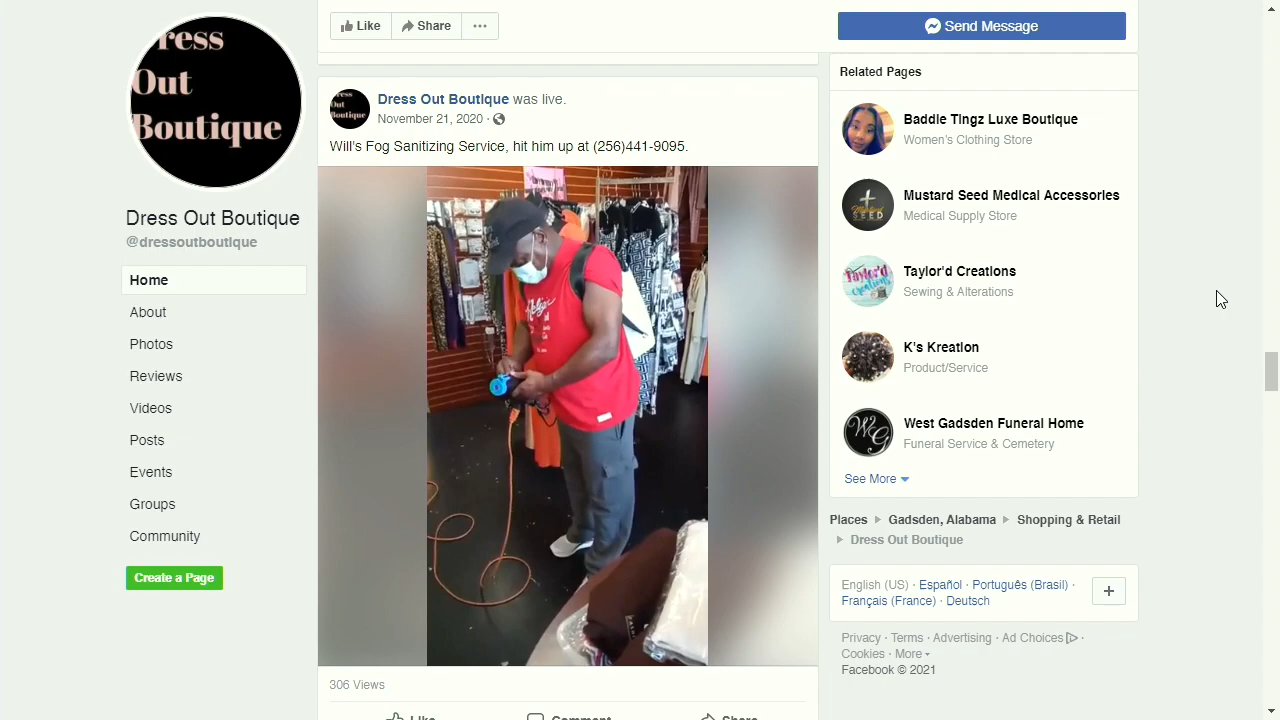 ress
Out
Boutique
Dress Out Boutique
@dressoutboutique
Home
About
Photos
Reviews
Videos
Posts
Events
Groups
Community
Create a Page
Like
Share
Dress Out Boutique was live.
November 21, 2020 ·
Will's Fog Sanitizing Service, hit him up at (256)441-9095.
306 Views
Like
Comment
Share
Send Message
Related Pages
Baddie Tingz Luxe Boutique
Women's Clothing Store
Mustard Seed Medical Accessories
Medical Supply Store
Taylor'd Creations
Sewing & Alterations
K's Kreation
Product/Service
West Gadsden Funeral Home
Funeral Service & Cemetery
See More
Places
Gadsden, Alabama
Shopping & Retail
Dress Out Boutique
English (US) · Español · Português (Brasil) ·
Français (France) · Deutsch
Privacy · Terms · Advertising · Ad Choices ·
Cookies · More
Facebook © 2021